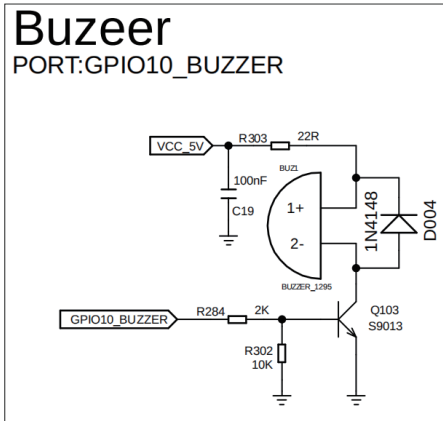 Buzeer
PORT:GPIO10_BUZZER
VCC_5V
R303 22R
BUZ1
100nF
C19
1+
2-
1N4148
D004
BUZZER_1295
GPIO10_BUZZER
R284 2K
Q103
S9013
R302
10K